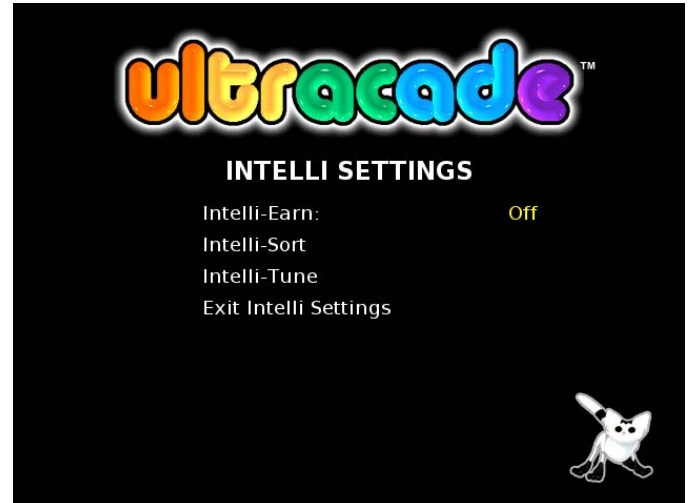 ultracade™
INTELLI SETTINGS
Intelli-Earn: Off
Intelli-Sort
Intelli-Tune
Exit Intelli Settings